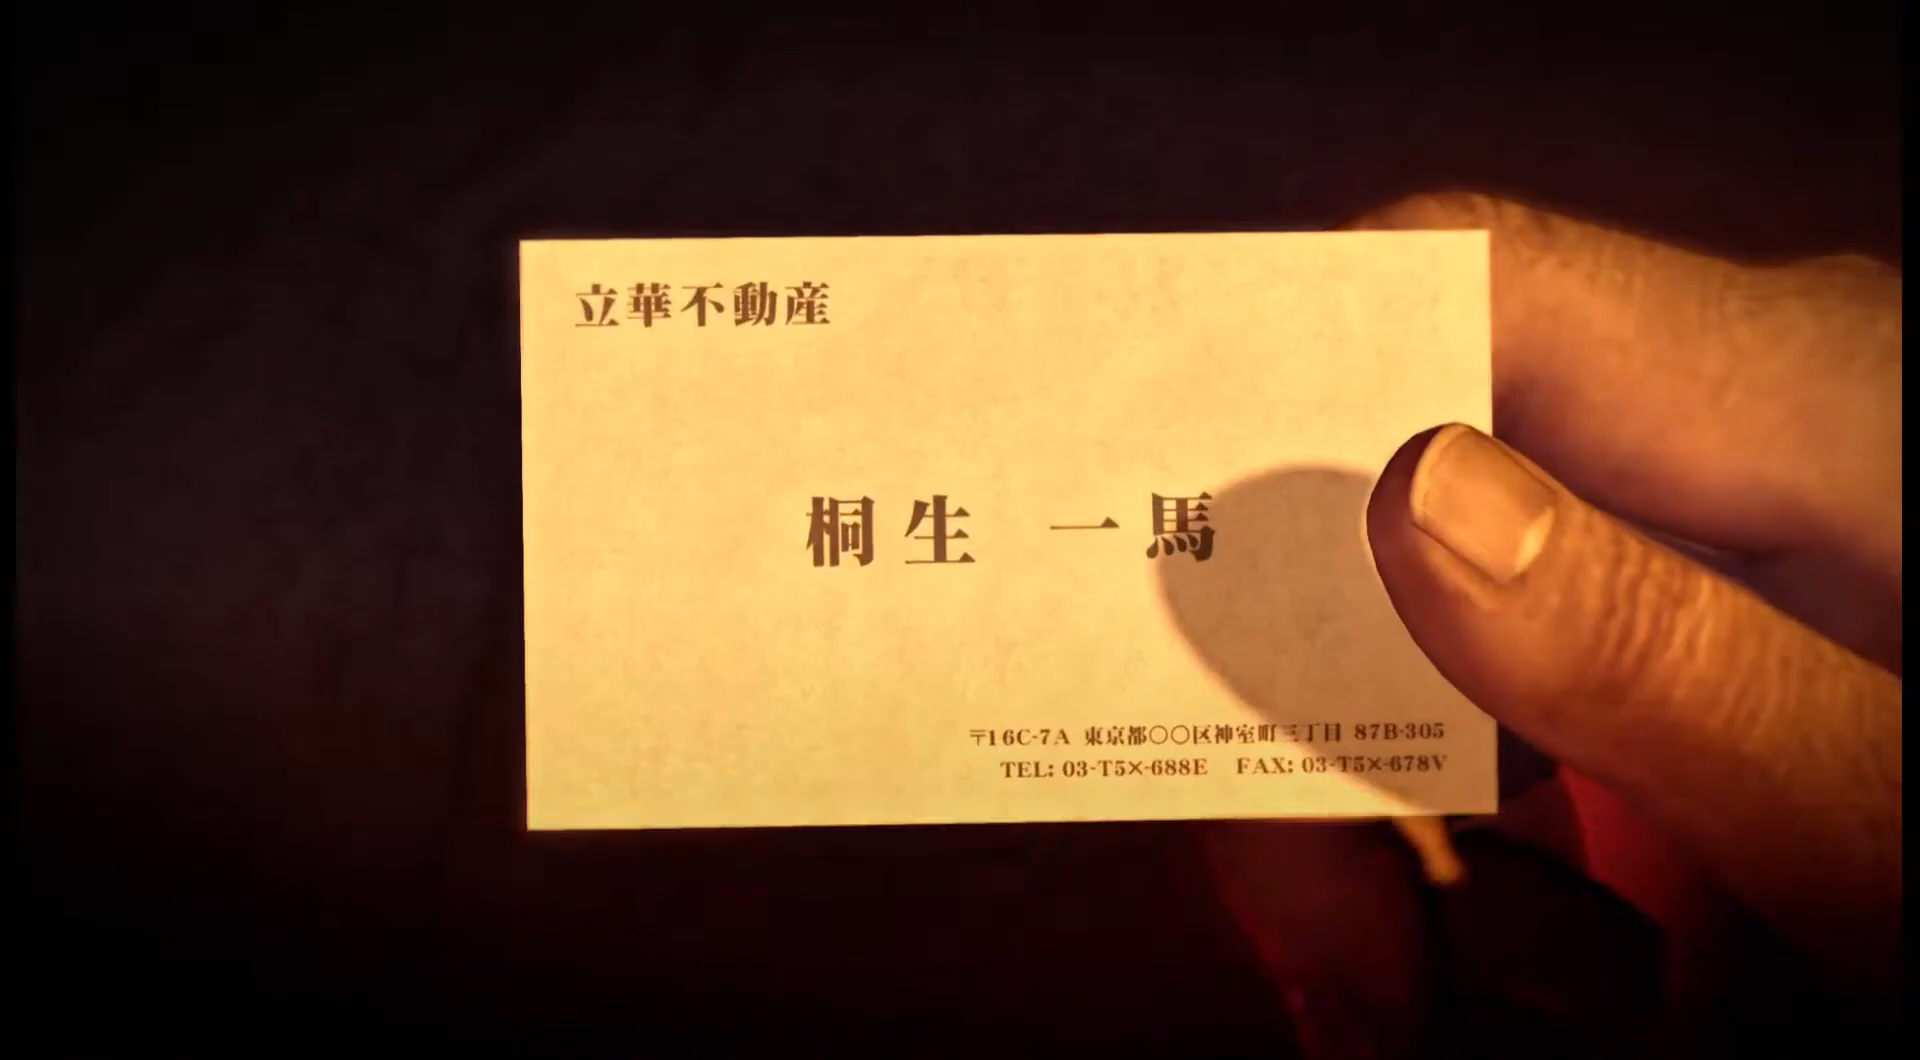 立華不動産
桐生 一馬
〒16C-7A 東京都〇〇区神室町三丁目 87B-305
TEL: 03-T5×-688E FAX: 03-T5×-678V